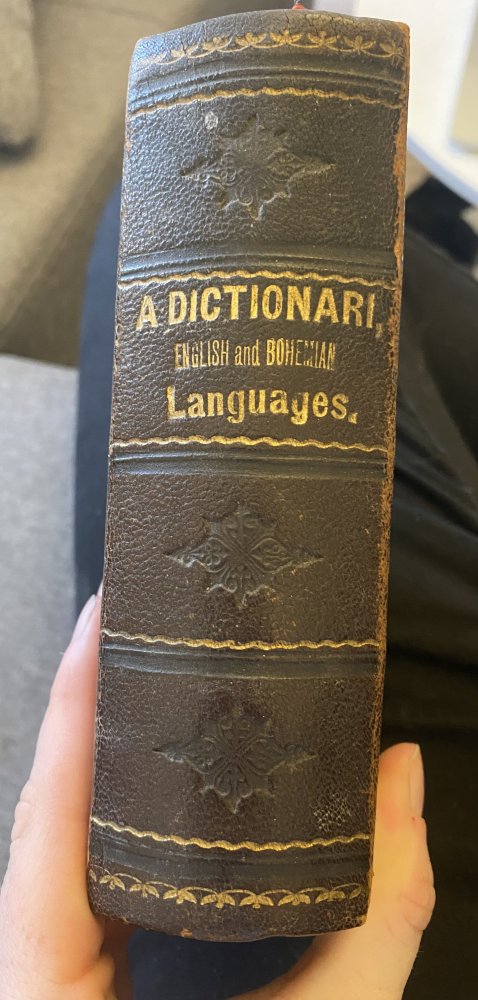 A DICTIONARI,
ENGLISH and BOHEMIAN
Languages.